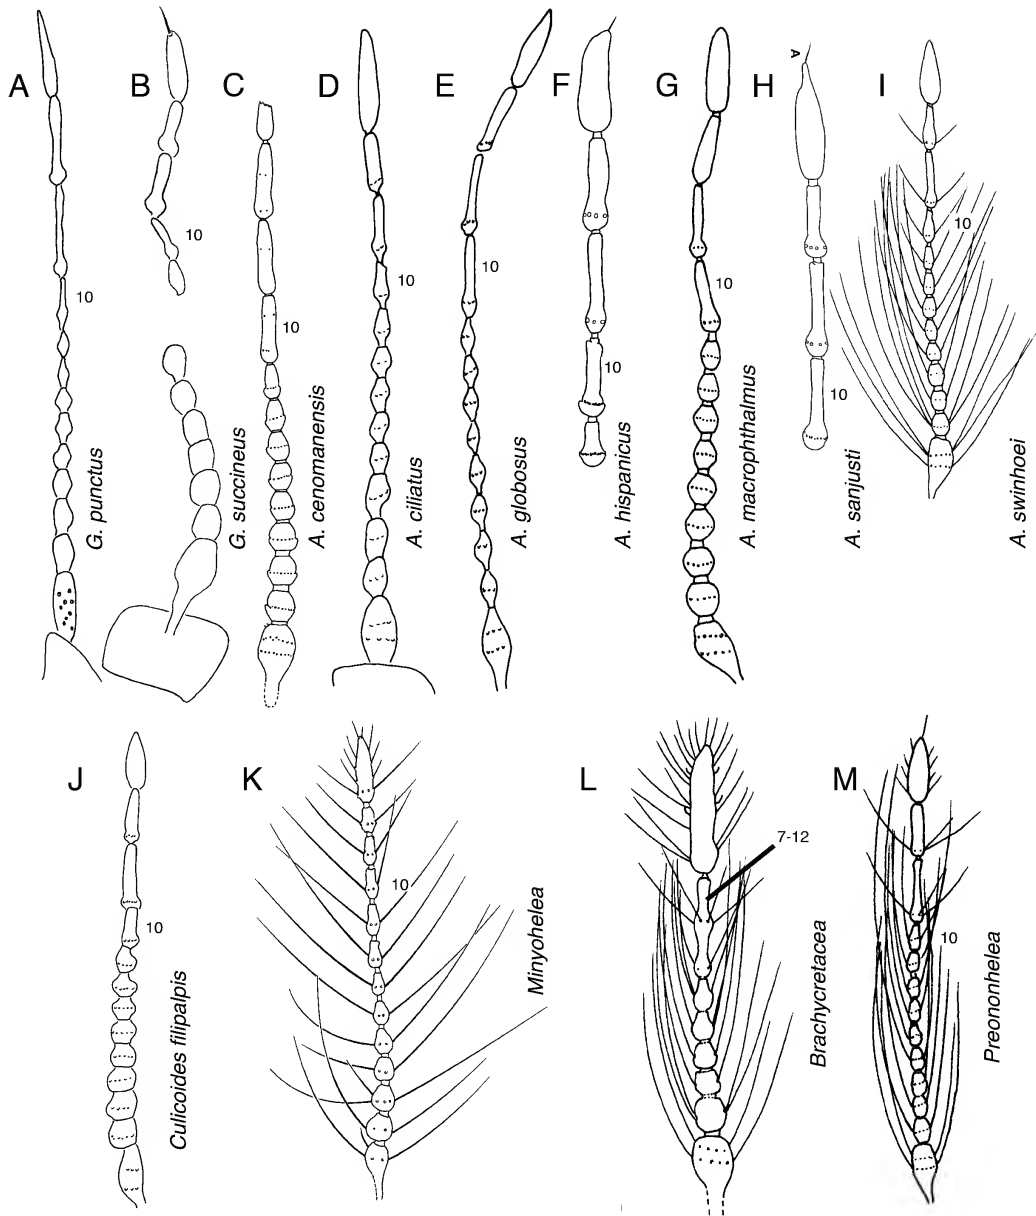 A
B
C
D
E
F
G
H
A
I
10
10
10
10
10
10
10
10
10
G. punctus
G. succineus
A. cenomanensis
A. ciliatus
A. globosus
A. hispanicus
A. macrophthalmus
A. sanjusti
A. swinhoei
J
K
L
M
7-12
10
10
10
Culicoides filipalpis
Minyohelea
Brachycretacea
Preononhelea